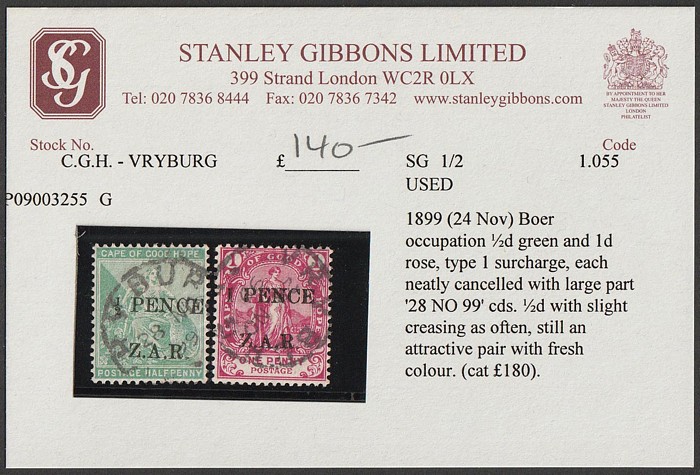 SG
STANLEY GIBBONS LIMITED
399 Strand London WC2R 0LX
Tel: 020 7836 8444 Fax: 020 7836 7342 www.stanleygibbons.com
BY APPOINTMENT TO HER
MAJESTY THE QUEEN
STANLEY GIBBONS LIMITED
LONDON
PHILATELIST
Stock No. Code
C.G.H. - VRYBURG £ 140— SG 1/2 1.055
USED
P09003255 G
1899 (24 Nov) Boer
occupation ½d green and 1d
rose, type 1 surcharge, each
neatly cancelled with large part
'28 NO 99' cds. ½d with slight
creasing as often, still an
attractive pair with fresh
colour. (cat £180).
CAPE OF GOOD HOPE
PENCE
Z.A.R.
POSTAGE HALFPENNY
OF GOOD HOPE
1 PENCE
Z.A.R
ONE PENNY
POSTAGE